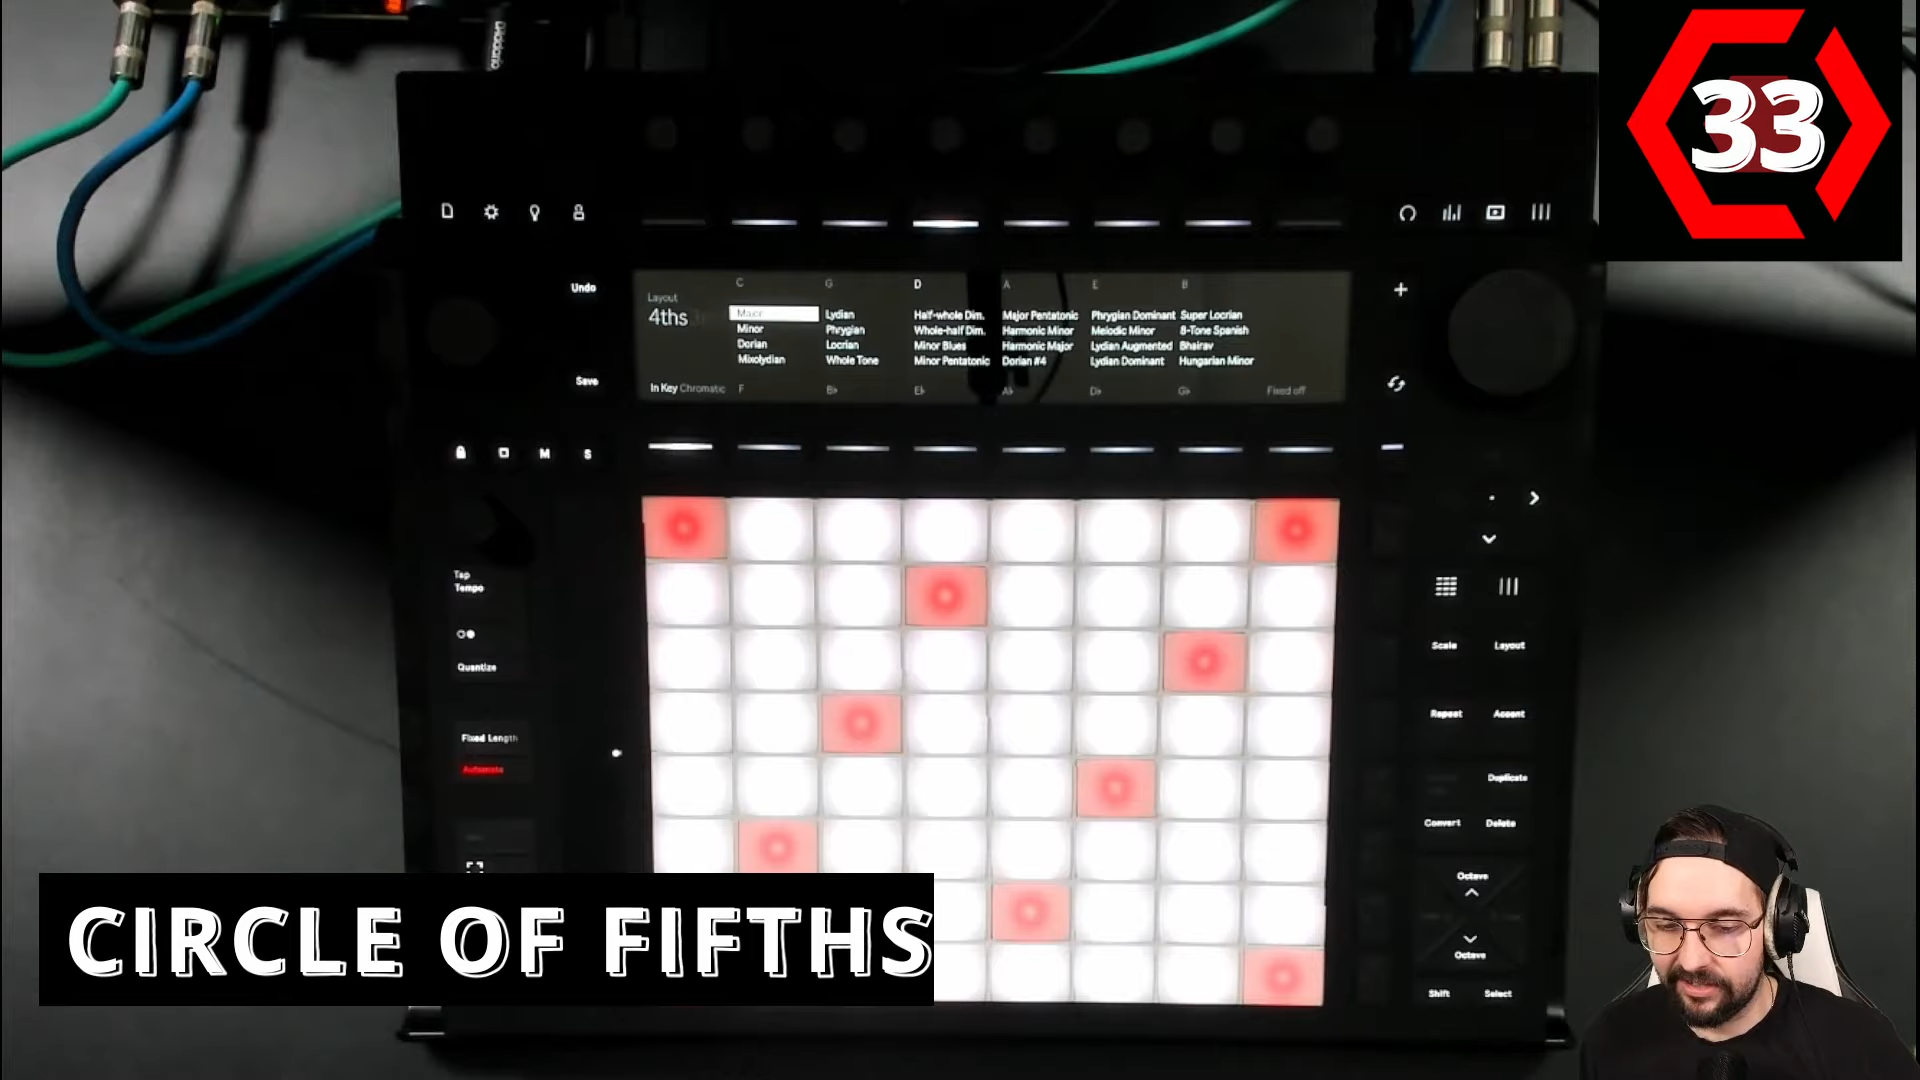 33
Undo
Save
Layout
4ths
In Key Chromatic
C G D A E B
Major Lydian Half-whole Dim. Major Pentatonic Phrygian Dominant Super Locrian
Minor Phrygian Whole-half Dim. Harmonic Minor Melodic Minor 8-Tone Spanish
Dorian Locrian Minor Blues Harmonic Major Lydian Augmented Bhairav
Mixolydian Whole Tone Minor Pentatonic Dorian #4 Lydian Dominant Hungarian Minor
F B♭ E♭ A♭ D♭ G♭ Fixed off
M S
Tap
Tempo
Quantize
Fixed Length
Automate
Scale Layout
Repeat Accent
Duplicate
Convert Delete
Octave
Octave
Shift Select
CIRCLE OF FIFTHS